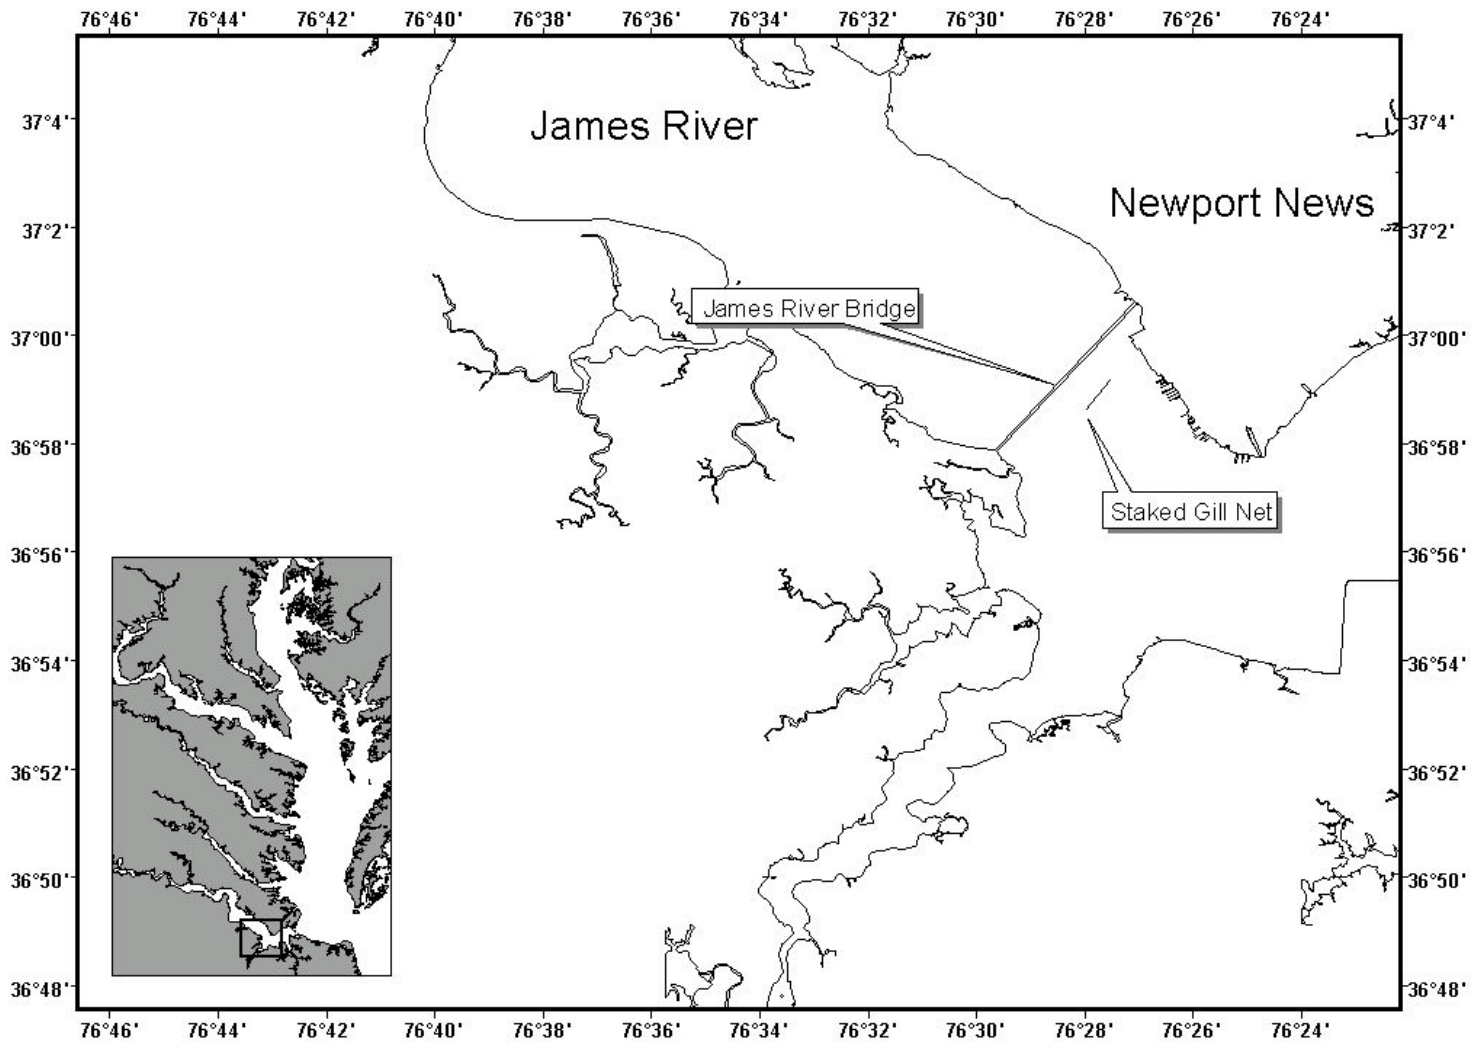 76°46' 76°44' 76°42' 76°40' 76°38' 76°36' 76°34' 76°32' 76°30' 76°28' 76°26' 76°24'
37°4' James River 37°4'
Newport News
37°2' 37°2'
James River Bridge
37°00' 37°00'
36°58' 36°58'
Staked Gill Net
36°56' 36°56'
36°54' 36°54'
36°52' 36°52'
36°50' 36°50'
36°48' 36°48'
76°46' 76°44' 76°42' 76°40' 76°38' 76°36' 76°34' 76°32' 76°30' 76°28' 76°26' 76°24'